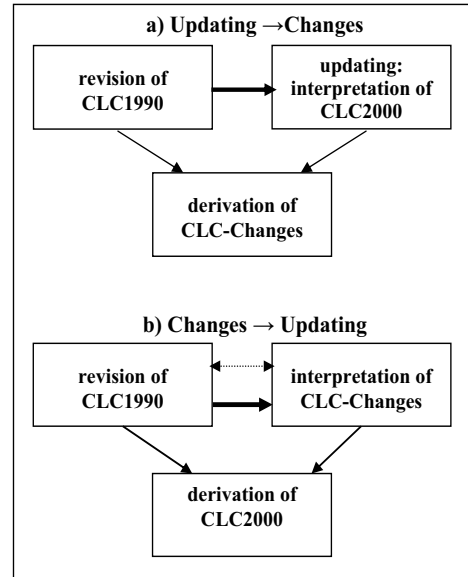 a) Updating →Changes
revision of
CLC1990
updating:
interpretation of
CLC2000
derivation of
CLC-Changes
b) Changes → Updating
revision of
CLC1990
interpretation of
CLC-Changes
derivation of
CLC2000